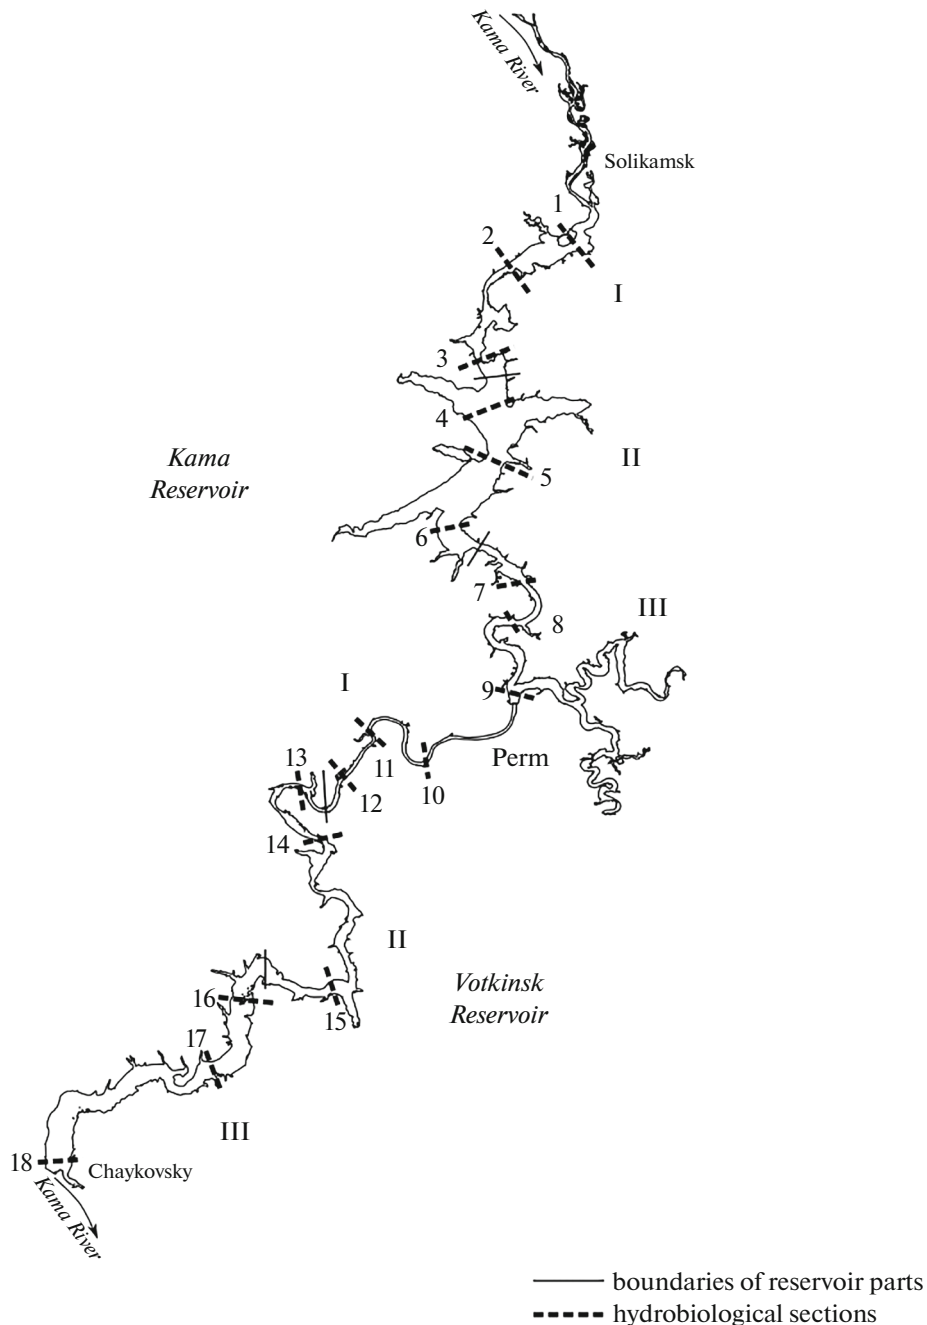 Kama River
Solikamsk
1
2
I
3
4
II
Kama
Reservoir
5
6
7
III
8
I
9
11
Perm
13
10
12
14
II
Votkinsk
Reservoir
16
15
17
III
18
Chaykovsky
Kama River
boundaries of reservoir parts
hydrobiological sections